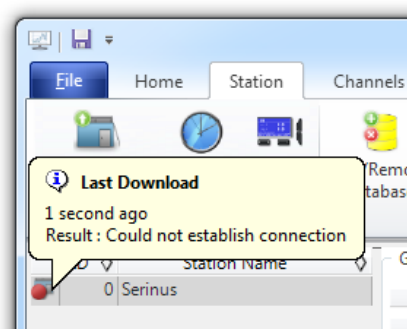 File Home Station Channels
Last Download
1 second ago
Result : Could not establish connection
Station Name
0 Serinus